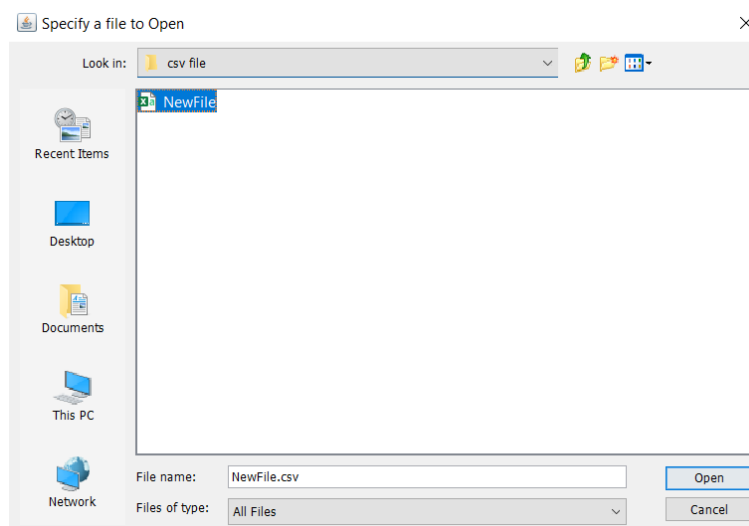 Specify a file to Open
Look in:
csv file
NewFile
Recent Items
Desktop
Documents
This PC
Network
File name:
NewFile.csv
Open
Files of type:
All Files
Cancel